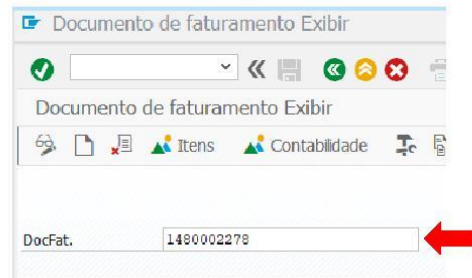 Documento de faturamento Exibir
Documento de faturamento Exibir
Itens Contabilidade
DocFat. 1480002278